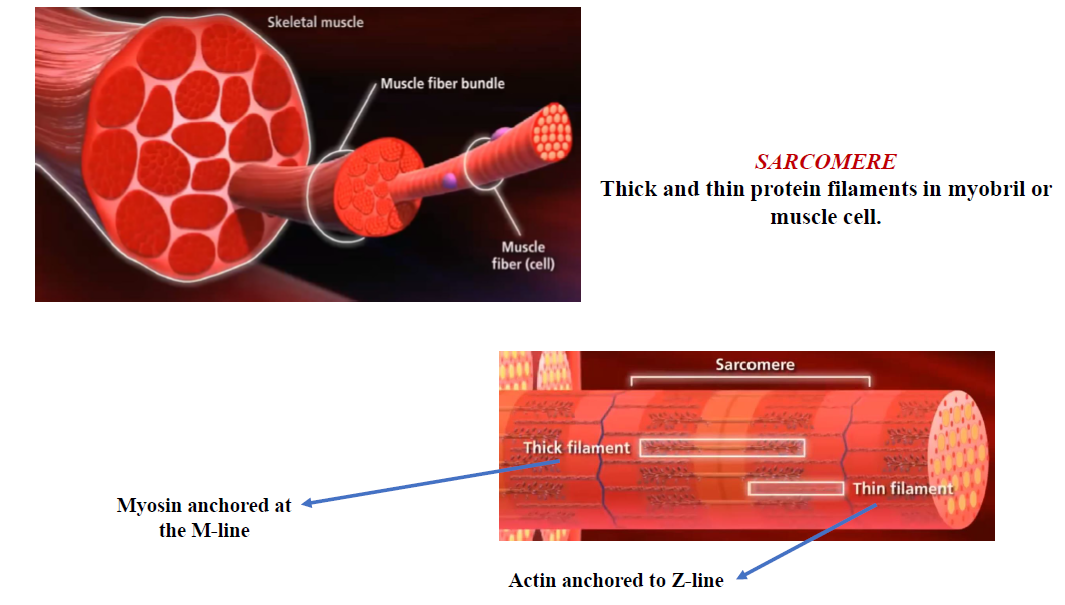 Skeletal muscle
Muscle fiber bundle
Muscle
fiber (cell)
SARCOMERE
Thick and thin protein filaments in myobril or
muscle cell.
Sarcomere
Thick filament
Thin filament
Myosin anchored at
the M-line
Actin anchored to Z-line